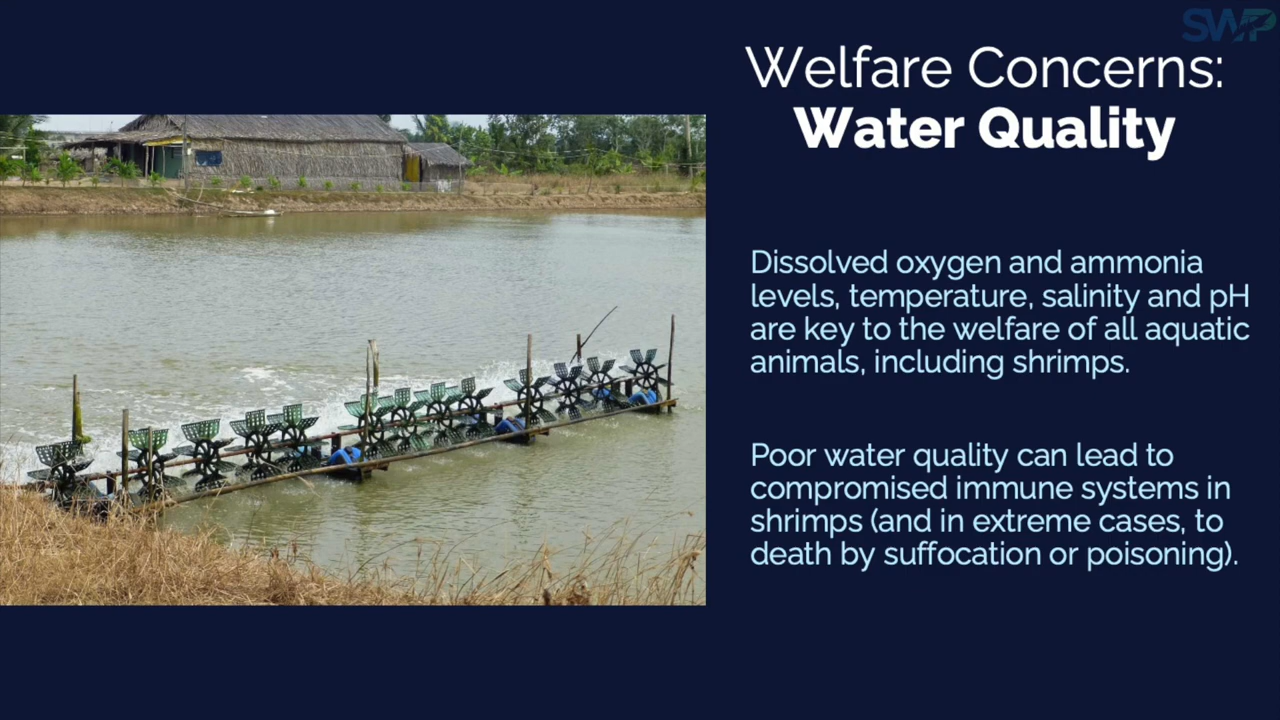 SWP
Welfare Concerns:
Water Quality
Dissolved oxygen and ammonia
levels, temperature, salinity and pH
are key to the welfare of all aquatic
animals, including shrimps.
Poor water quality can lead to
compromised immune systems in
shrimps (and in extreme cases, to
death by suffocation or poisoning).